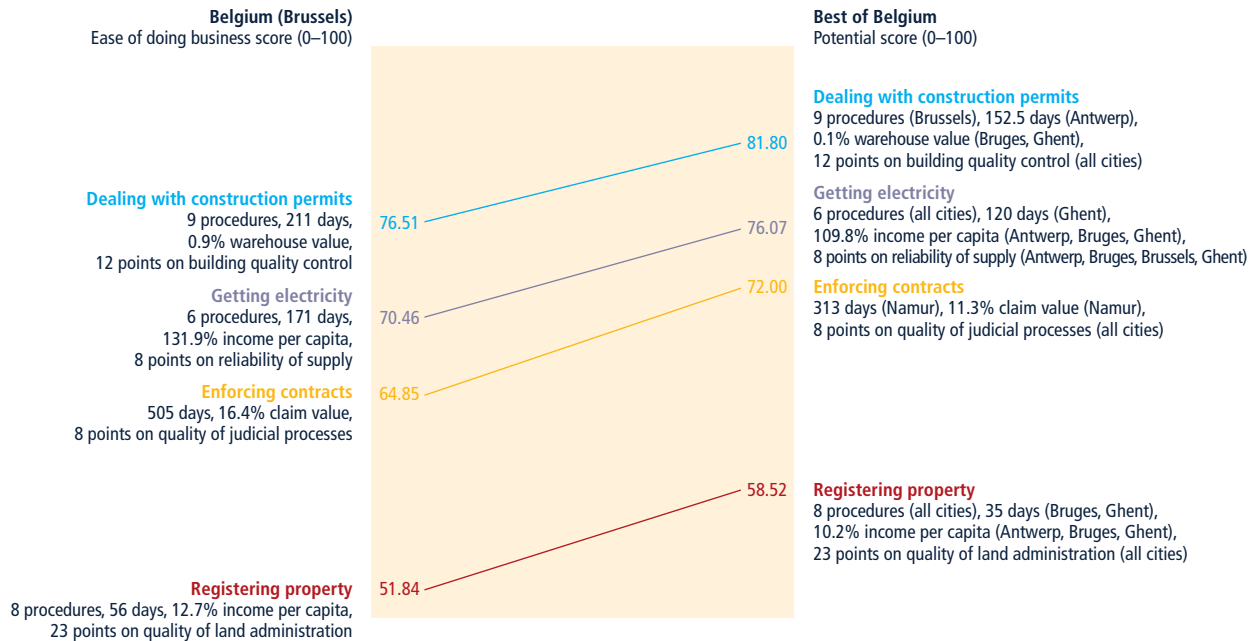 Belgium (Brussels)
Ease of doing business score (0–100)
Best of Belgium
Potential score (0–100)
Dealing with construction permits
9 procedures, 211 days,
0.9% warehouse value,
12 points on building quality control
76.51
Getting electricity
6 procedures, 171 days,
131.9% income per capita,
8 points on reliability of supply
70.46
Enforcing contracts
505 days, 16.4% claim value,
8 points on quality of judicial processes
64.85
Registering property
8 procedures, 56 days, 12.7% income per capita,
23 points on quality of land administration
51.84
81.80
Dealing with construction permits
9 procedures (Brussels), 152.5 days (Antwerp),
0.1% warehouse value (Bruges, Ghent),
12 points on building quality control (all cities)
76.07
Getting electricity
6 procedures (all cities), 120 days (Ghent),
109.8% income per capita (Antwerp, Bruges, Ghent),
8 points on reliability of supply (Antwerp, Bruges, Brussels, Ghent)
72.00
Enforcing contracts
313 days (Namur), 11.3% claim value (Namur),
8 points on quality of judicial processes (all cities)
58.52
Registering property
8 procedures (all cities), 35 days (Bruges, Ghent),
10.2% income per capita (Antwerp, Bruges, Ghent),
23 points on quality of land administration (all cities)